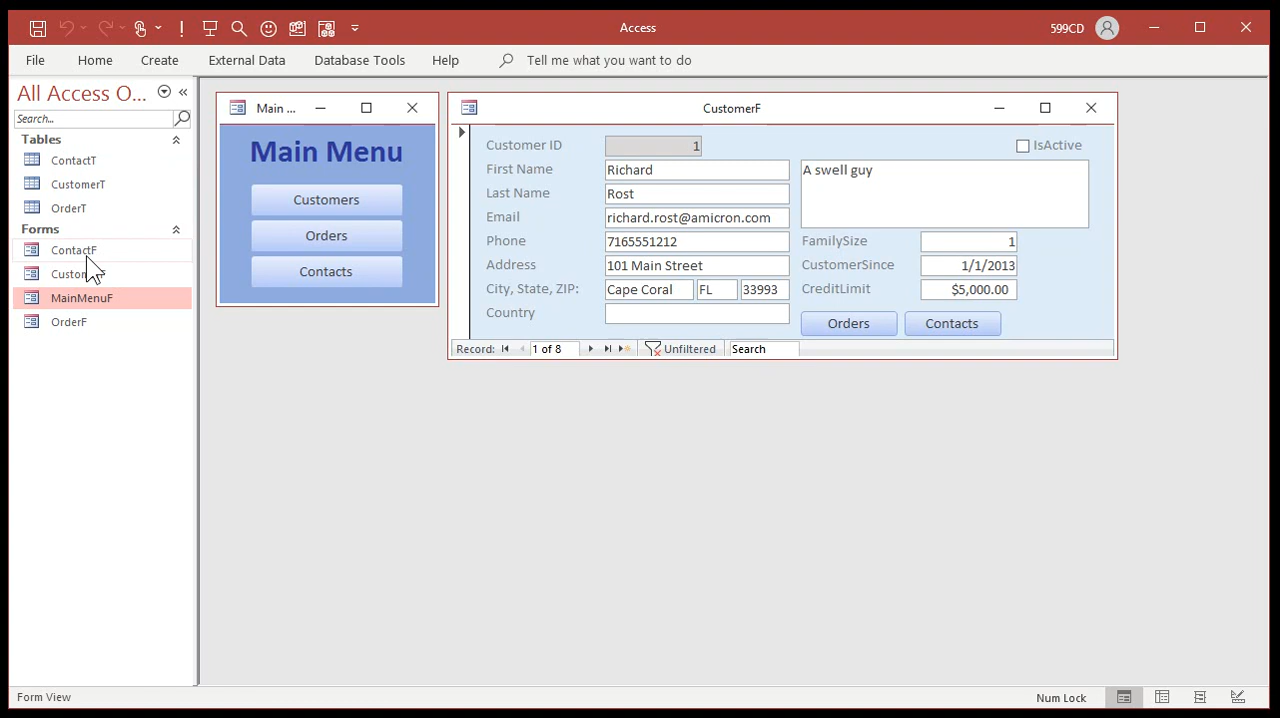 Access
599CD
File Home Create External Data Database Tools Help Tell me what you want to do
All Access O...
Search...
Tables
ContactT
CustomerT
OrderT
Forms
ContactF
MainMenuF
OrderF
Main ...
Main Menu
Customers
Orders
Contacts
CustomerF
Customer ID 1
First Name Richard
Last Name Rost
Email richard.rost@amicron.com
Phone 7165551212
Address 101 Main Street
City, State, ZIP: Cape Coral FL 33993
Country
IsActive
A swell guy
FamilySize 1
CustomerSince 1/1/2013
CreditLimit $5,000.00
Orders Contacts
Record: 1 of 8 Unfiltered Search
Form View Num Lock